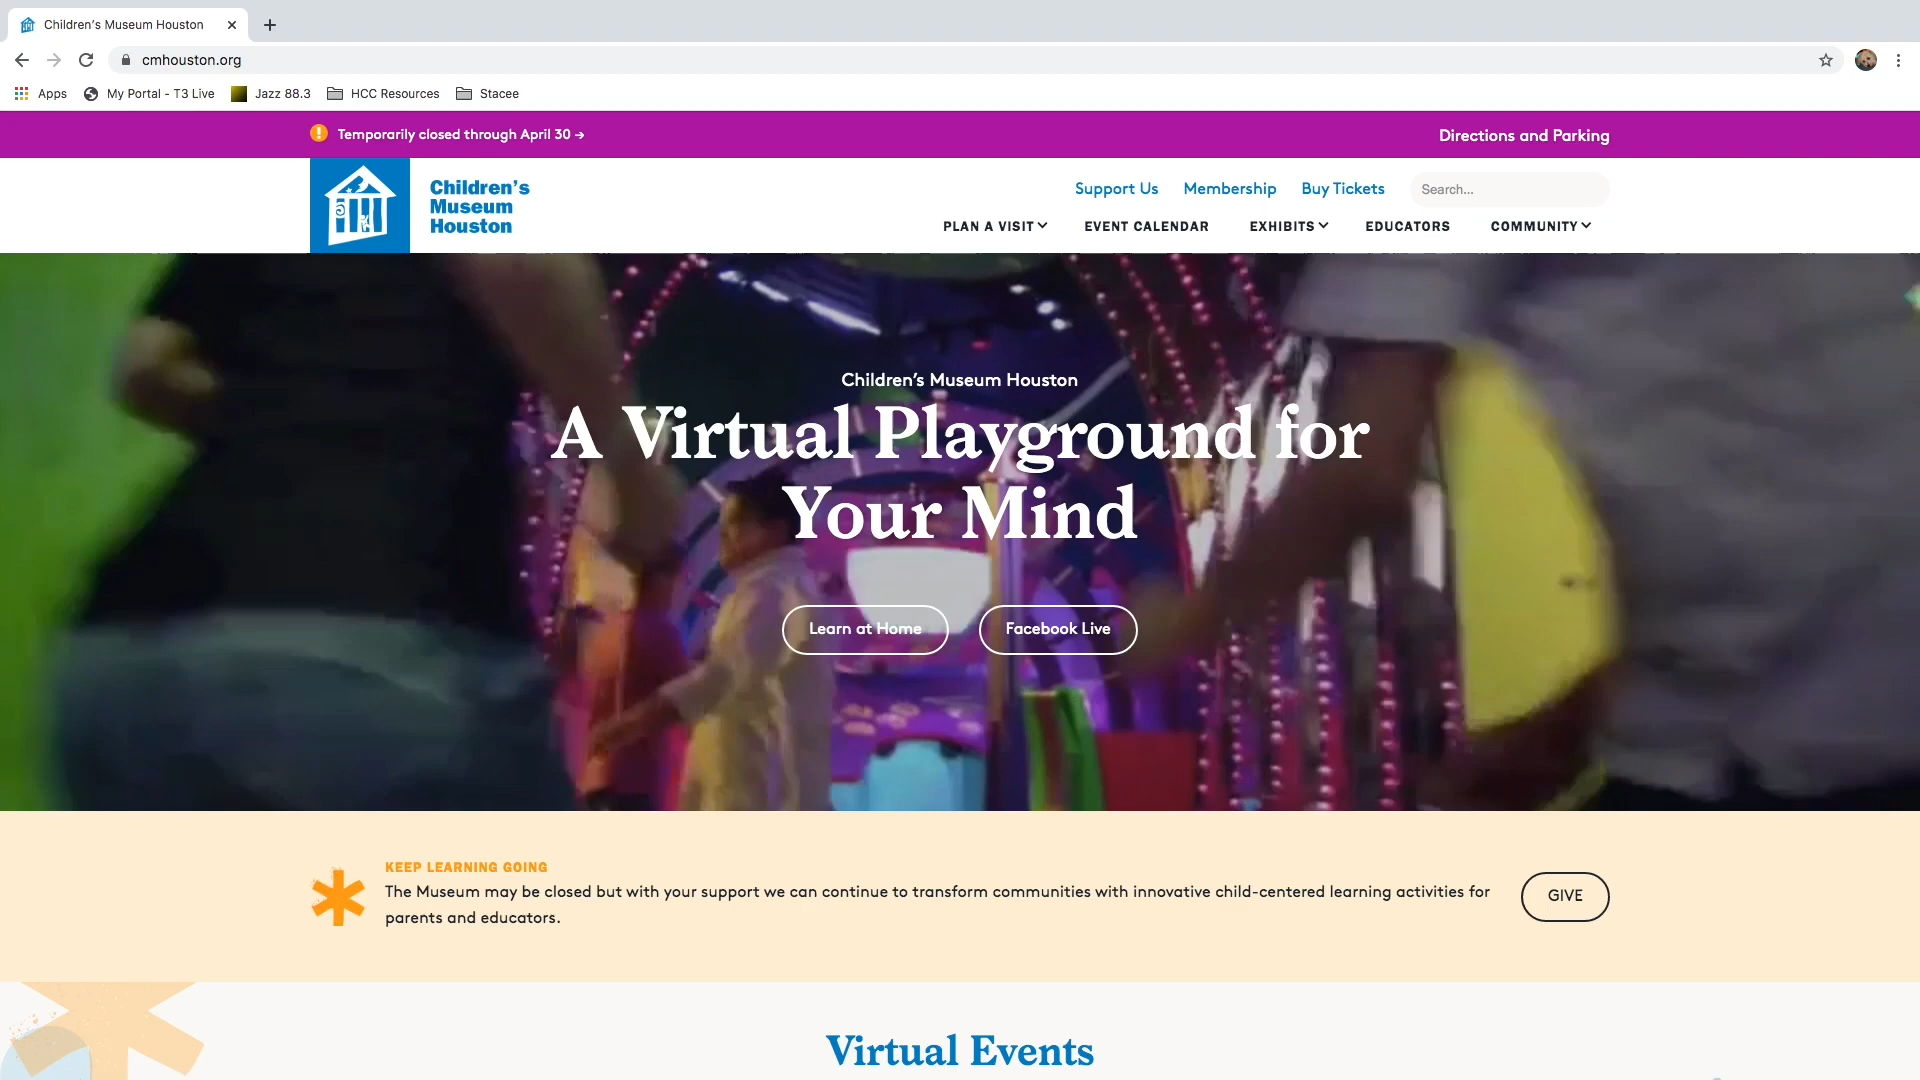 Children's Museum Houston
cmhouston.org
Apps
My Portal - T3 Live
Jazz 88.3
HCC Resources
Stacee
Temporarily closed through April 30 →
Directions and Parking
Children's
Museum
Houston
Support Us
Membership
Buy Tickets
Search...
PLAN A VISIT
EVENT CALENDAR
EXHIBITS
EDUCATORS
COMMUNITY
Children's Museum Houston
A Virtual Playground for
Your Mind
Learn at Home
Facebook Live
KEEP LEARNING GOING
The Museum may be closed but with your support we can continue to transform communities with innovative child-centered learning activities for
parents and educators.
GIVE
Virtual Events